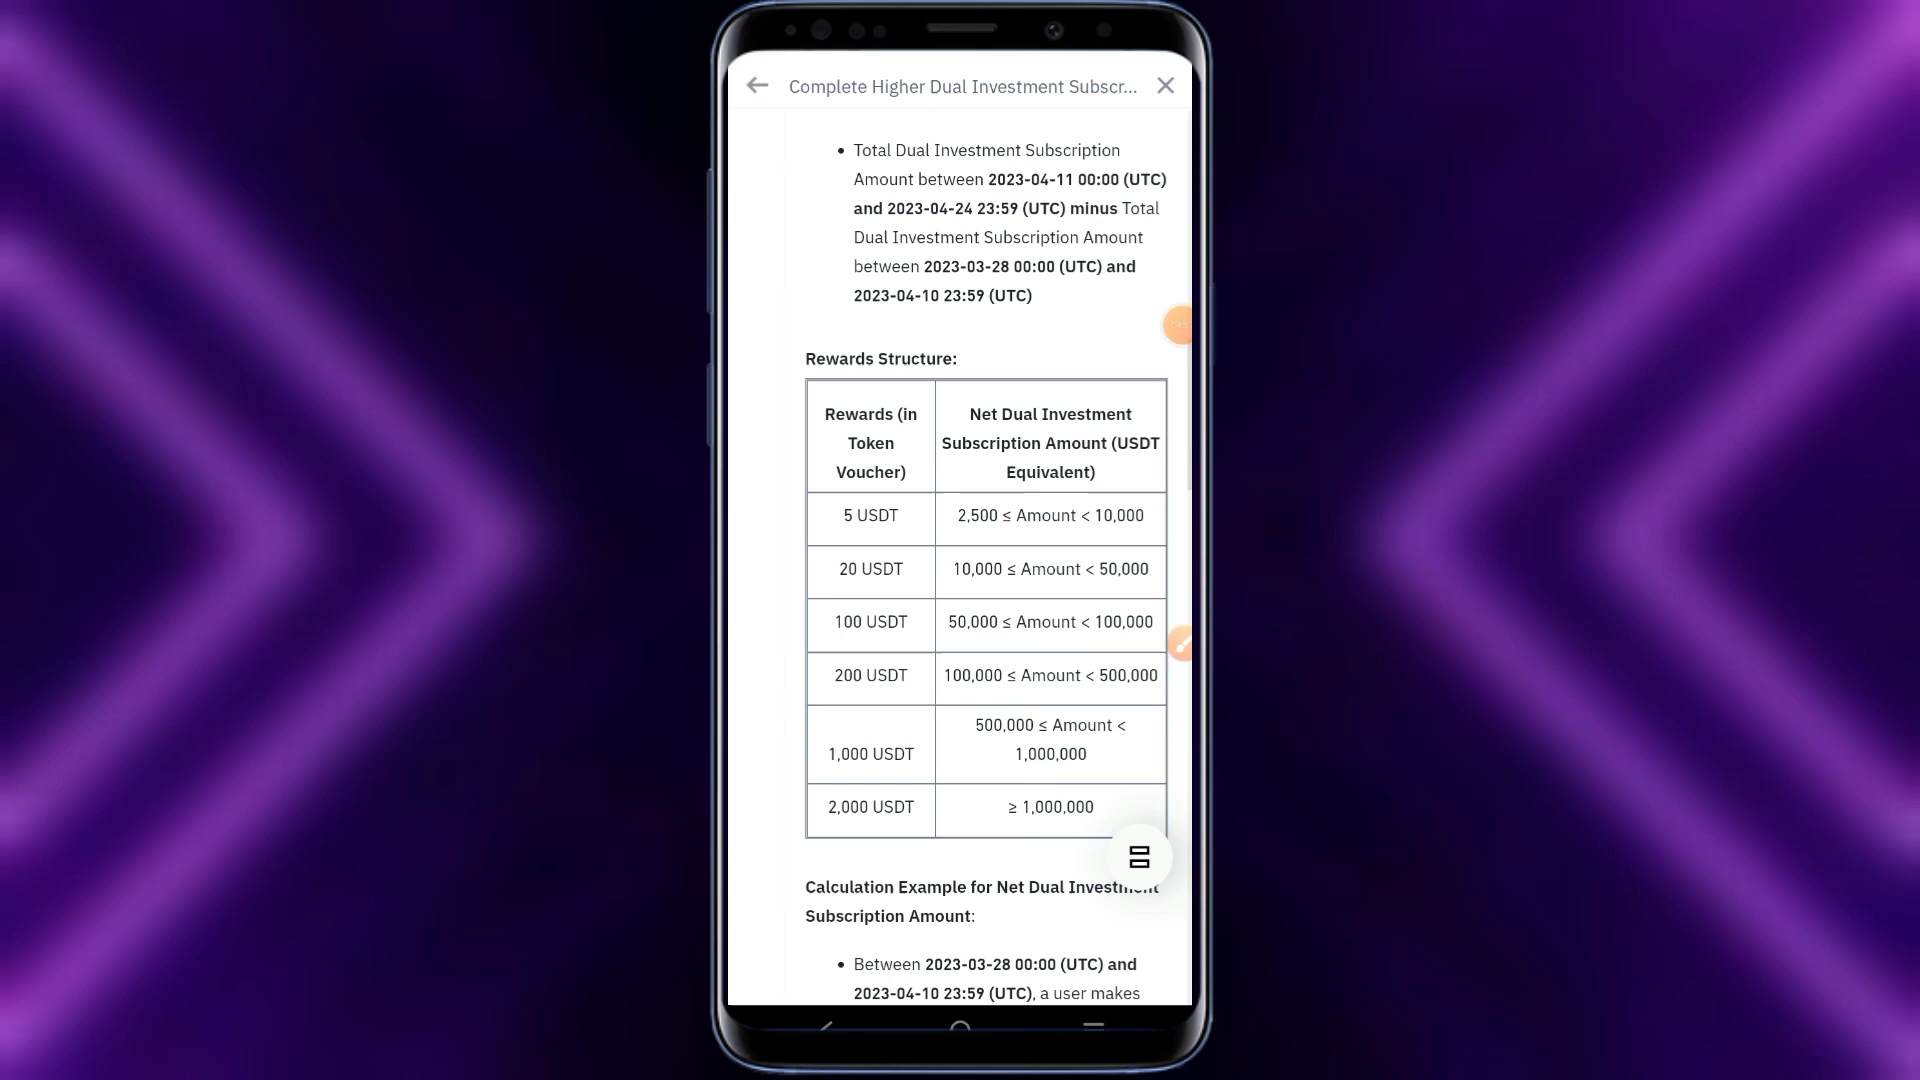 Complete Higher Dual Investment Subscr...
• Total Dual Investment Subscription
Amount between 2023-04-11 00:00 (UTC)
and 2023-04-24 23:59 (UTC) minus Total
Dual Investment Subscription Amount
between 2023-03-28 00:00 (UTC) and
2023-04-10 23:59 (UTC)
Rewards Structure:
Rewards (in
Token
Voucher)
Net Dual Investment
Subscription Amount (USDT
Equivalent)
5 USDT
2,500 ≤ Amount < 10,000
20 USDT
10,000 ≤ Amount < 50,000
100 USDT
50,000 ≤ Amount < 100,000
200 USDT
100,000 ≤ Amount < 500,000
1,000 USDT
500,000 ≤ Amount <
1,000,000
2,000 USDT
≥ 1,000,000
Calculation Example for Net Dual Investment
Subscription Amount:
• Between 2023-03-28 00:00 (UTC) and
2023-04-10 23:59 (UTC), a user makes